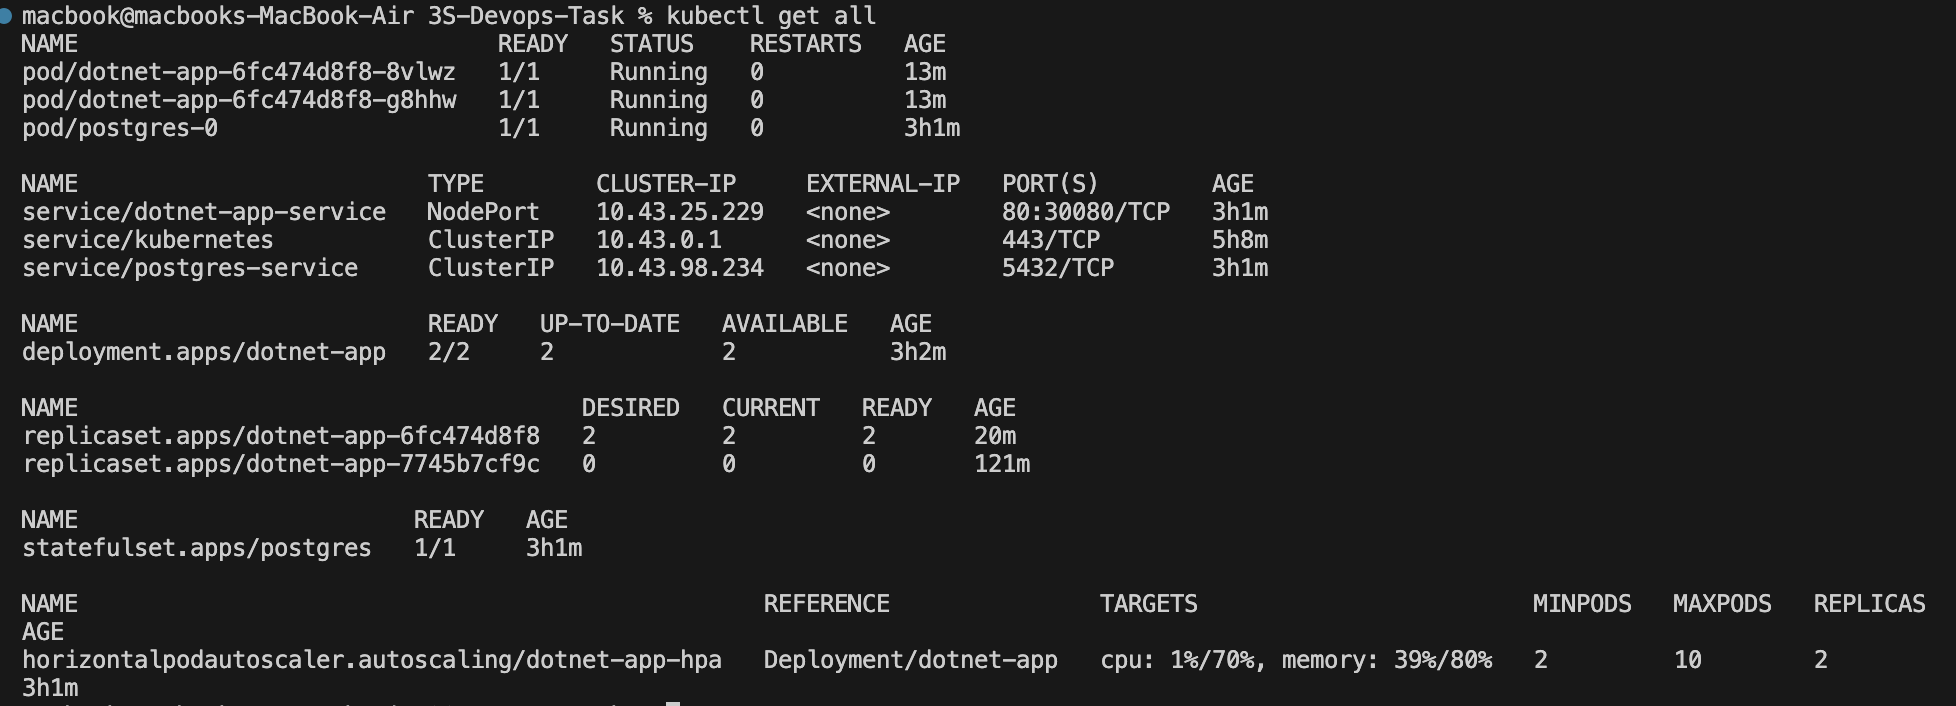 macbook@macbooks-MacBook-Air 3S-Devops-Task % kubectl get all
NAME                              READY   STATUS    RESTARTS   AGE
pod/dotnet-app-6fc474d8f8-8vlwz   1/1     Running   0          13m
pod/dotnet-app-6fc474d8f8-g8hhw   1/1     Running   0          13m
pod/postgres-0                    1/1     Running   0          3h1m

NAME                         TYPE        CLUSTER-IP     EXTERNAL-IP   PORT(S)        AGE
service/dotnet-app-service   NodePort    10.43.25.229   <none>        80:30080/TCP   3h1m
service/kubernetes           ClusterIP   10.43.0.1      <none>        443/TCP        5h8m
service/postgres-service     ClusterIP   10.43.98.234   <none>        5432/TCP       3h1m

NAME                         READY   UP-TO-DATE   AVAILABLE   AGE
deployment.apps/dotnet-app   2/2     2            2           3h2m

NAME                                    DESIRED   CURRENT   READY   AGE
replicaset.apps/dotnet-app-6fc474d8f8   2         2         2       20m
replicaset.apps/dotnet-app-7745b7cf9c   0         0         0       121m

NAME                        READY   AGE
statefulset.apps/postgres   1/1     3h1m

NAME                                                 REFERENCE               TARGETS                        MINPODS   MAXPODS   REPLICAS
AGE
horizontalpodautoscaler.autoscaling/dotnet-app-hpa   Deployment/dotnet-app   cpu: 1%/70%, memory: 39%/80%   2         10        2
3h1m